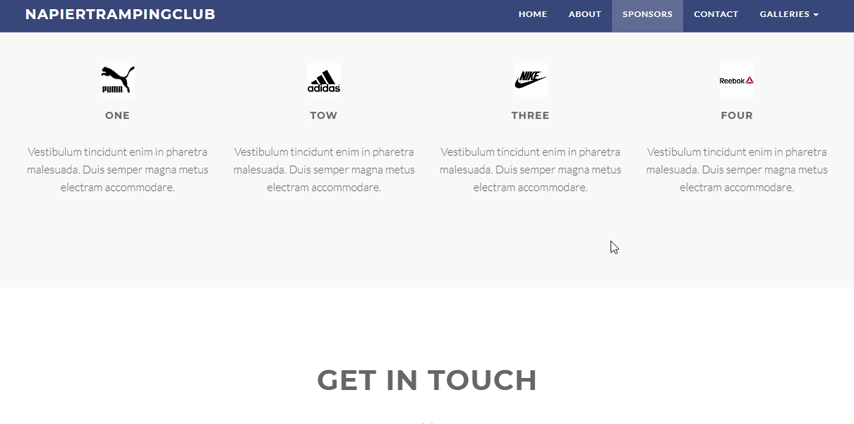 NAPIERTRAMPINGCLUB HOME ABOUT SPONSORS CONTACT GALLERIES
PUMA adidas NIKE Reebok
ONE TOW THREE FOUR
Vestibulum tincidunt enim in pharetra Vestibulum tincidunt enim in pharetra Vestibulum tincidunt enim in pharetra Vestibulum tincidunt enim in pharetra
malesuada. Duis semper magna metus malesuada. Duis semper magna metus malesuada. Duis semper magna metus malesuada. Duis semper magna metus
electram accommodare. electram accommodare. electram accommodare. electram accommodare.
GET IN TOUCH